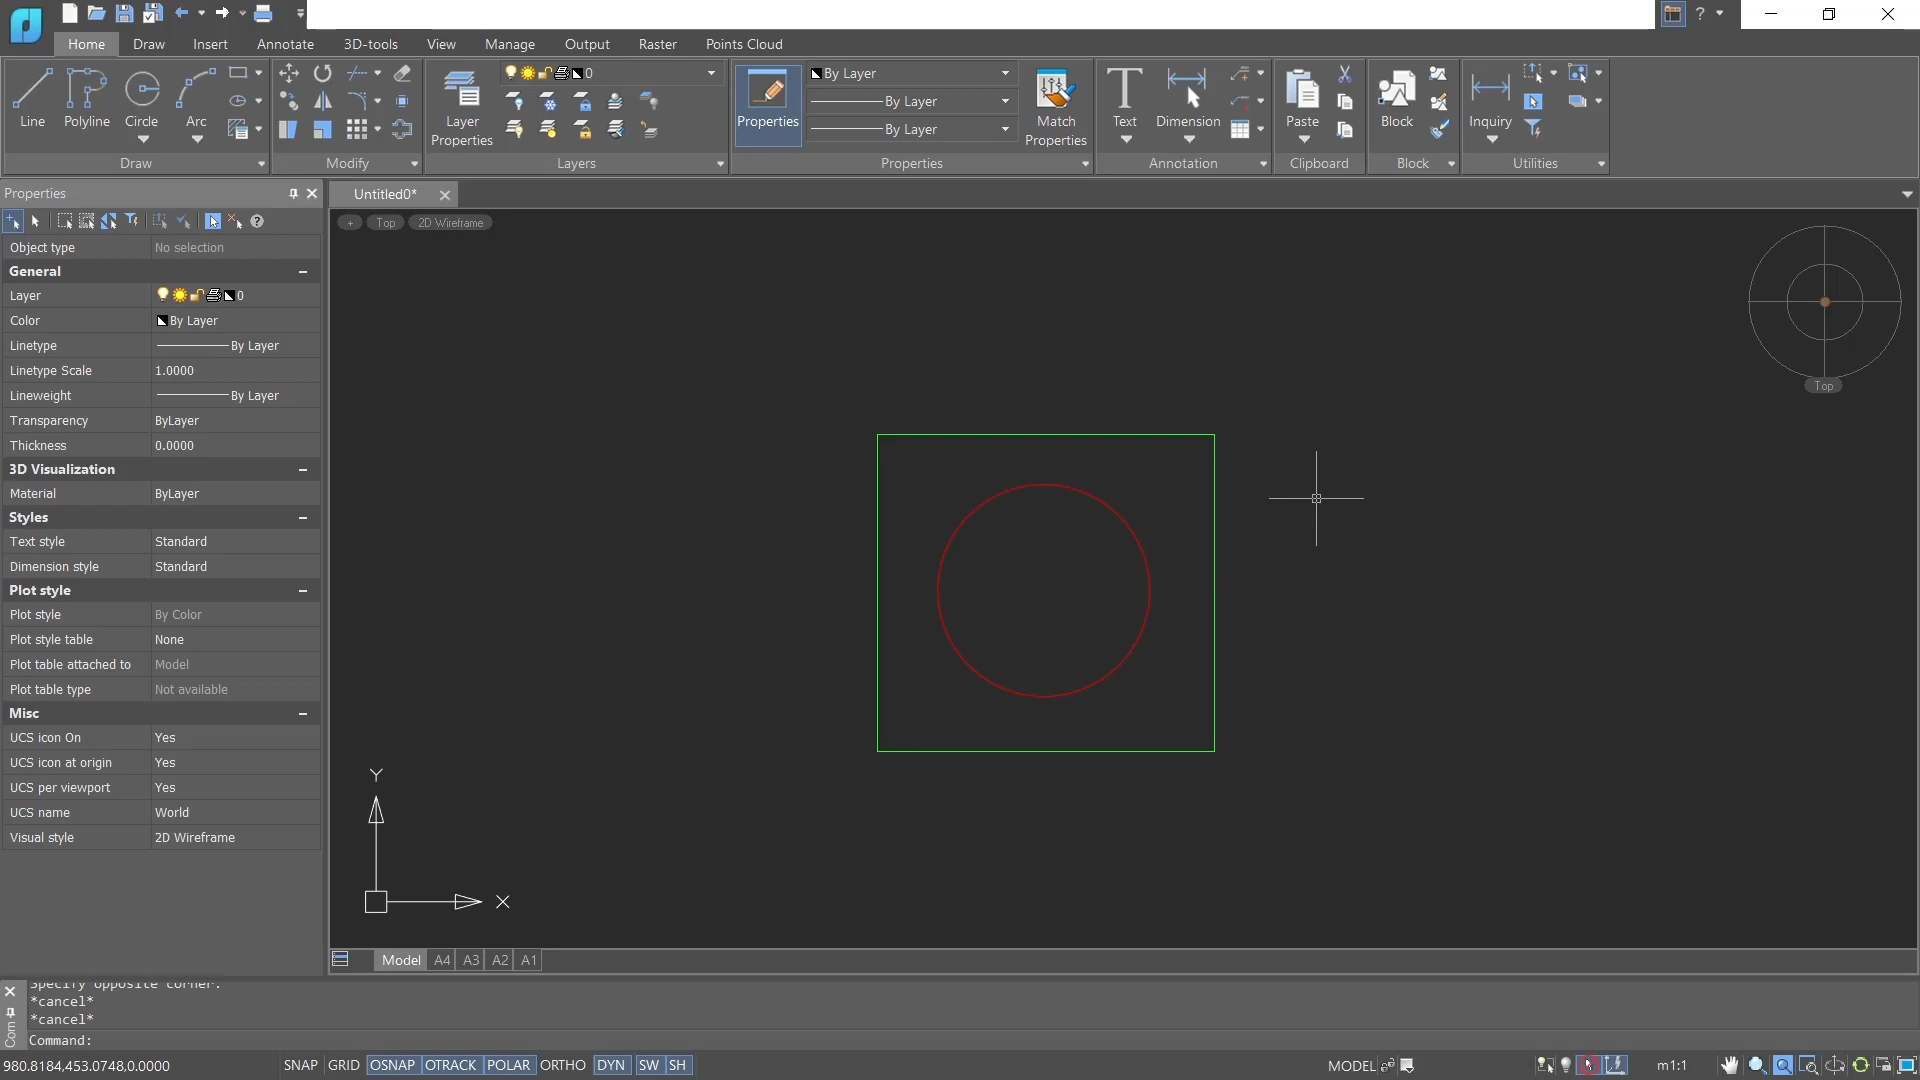 ?
Home Draw Insert Annotate 3D-tools View Manage Output Raster Points Cloud
Line Polyline Circle Arc
Draw
Modify
Layer Properties
0
Layers
Properties
By Layer
By Layer
By Layer
Match Properties
Properties
Text Dimension
Annotation
Paste
Clipboard
Block
Block
Inquiry
Utilities
Properties
Untitled0*
?
+ Top 2D Wireframe
Object type No selection
General
Layer 0
Color By Layer
Linetype By Layer
Linetype Scale 1.0000
Lineweight By Layer
Transparency ByLayer
Thickness 0.0000
3D Visualization
Material ByLayer
Styles
Text style Standard
Dimension style Standard
Plot style
Plot style By Color
Plot style table None
Plot table attached to Model
Plot table type Not available
Misc
UCS icon On Yes
UCS icon at origin Yes
UCS per viewport Yes
UCS name World
Visual style 2D Wireframe
Top
Y
X
Model A4 A3 A2 A1
Com
Specify opposite corner:
*cancel*
*cancel*
Command:
980.8184,453.0748,0.0000 SNAP GRID OSNAP OTRACK POLAR ORTHO DYN SW SH MODEL m1:1